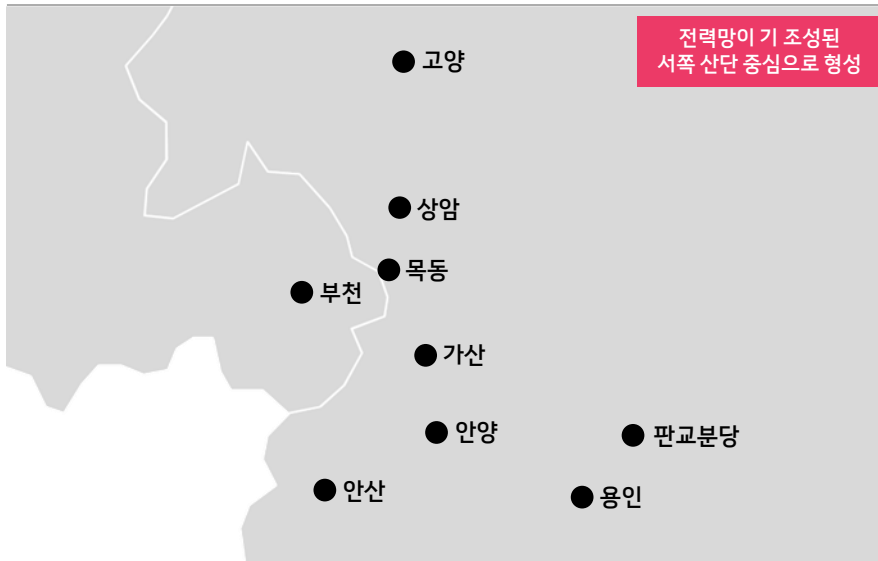 전력망이 기 조성된
서쪽 산단 중심으로 형성
고양
상암
목동
부천
가산
안양
판교분당
안산
용인